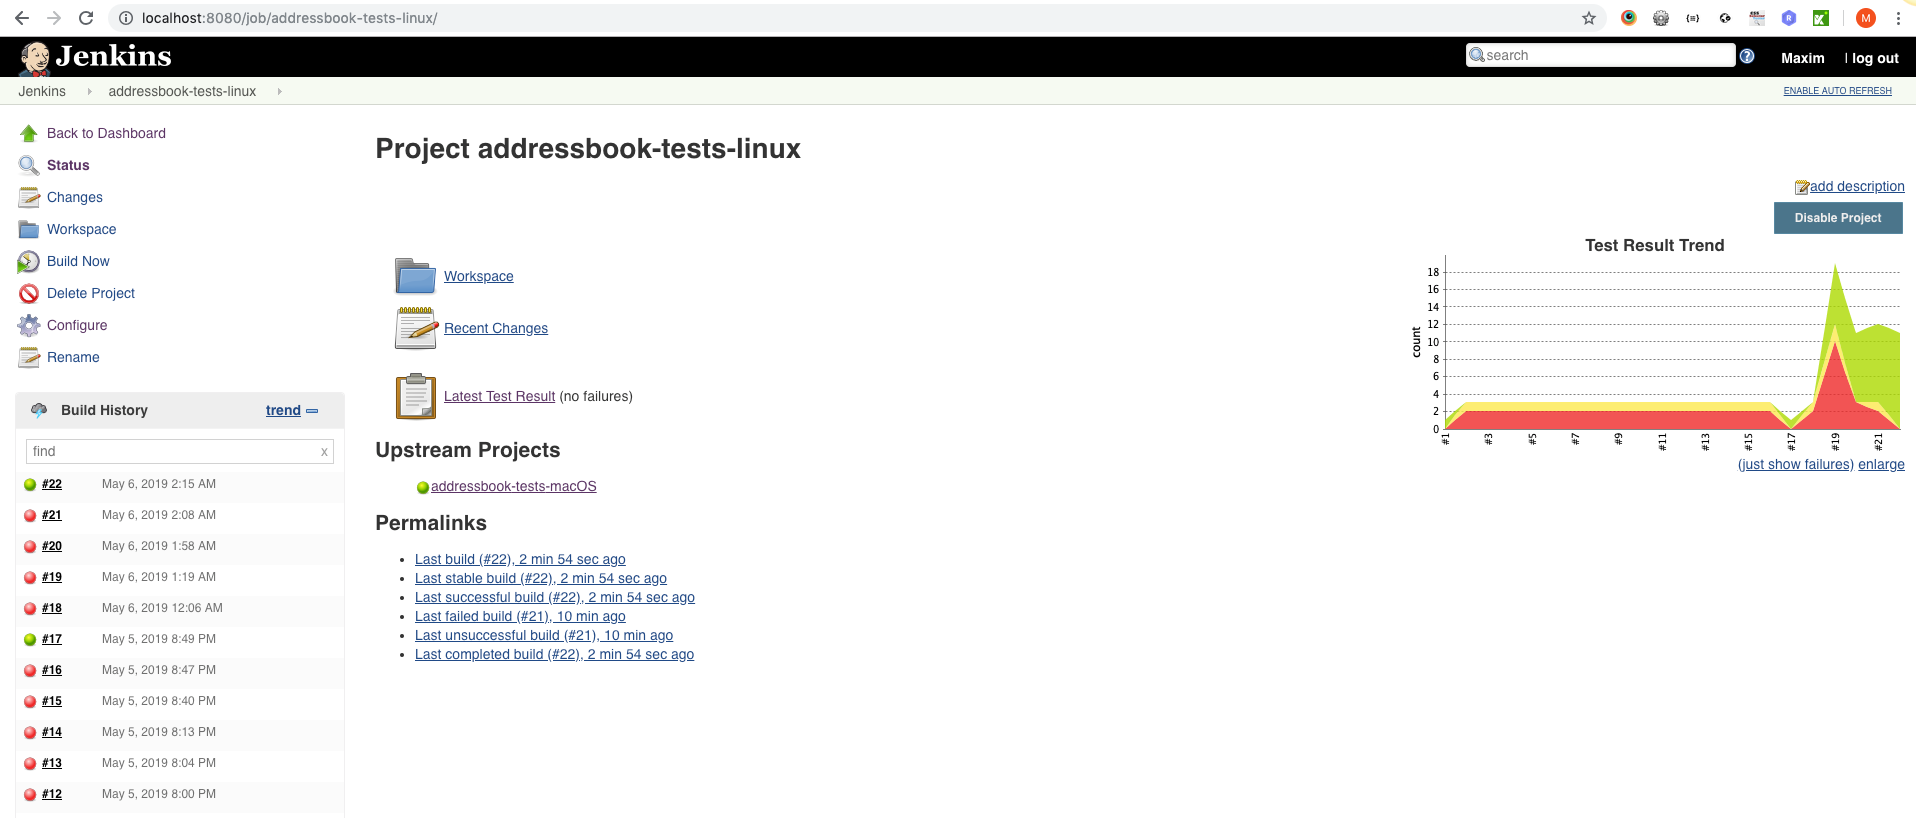 localhost:8080/job/addressbook-tests-linux/
M
Jenkins
search
Maxim
| log out
Jenkins
addressbook-tests-linux
ENABLE AUTO REFRESH
Back to Dashboard
Status
Changes
Workspace
Build Now
Delete Project
Configure
Rename
Build History
trend
find
x
#22 May 6, 2019 2:15 AM
#21 May 6, 2019 2:08 AM
#20 May 6, 2019 1:58 AM
#19 May 6, 2019 1:19 AM
#18 May 6, 2019 12:06 AM
#17 May 5, 2019 8:49 PM
#16 May 5, 2019 8:47 PM
#15 May 5, 2019 8:40 PM
#14 May 5, 2019 8:13 PM
#13 May 5, 2019 8:04 PM
#12 May 5, 2019 8:00 PM
Project addressbook-tests-linux
add description
Disable Project
Workspace
Recent Changes
Latest Test Result (no failures)
Upstream Projects
addressbook-tests-macOS
Permalinks
Last build (#22), 2 min 54 sec ago
Last stable build (#22), 2 min 54 sec ago
Last successful build (#22), 2 min 54 sec ago
Last failed build (#21), 10 min ago
Last unsuccessful build (#21), 10 min ago
Last completed build (#22), 2 min 54 sec ago
Test Result Trend
count
18
16
14
12
10
8
6
4
2
0
#1 #3 #5 #7 #9 #11 #13 #15 #17 #19 #21
(just show failures) enlarge